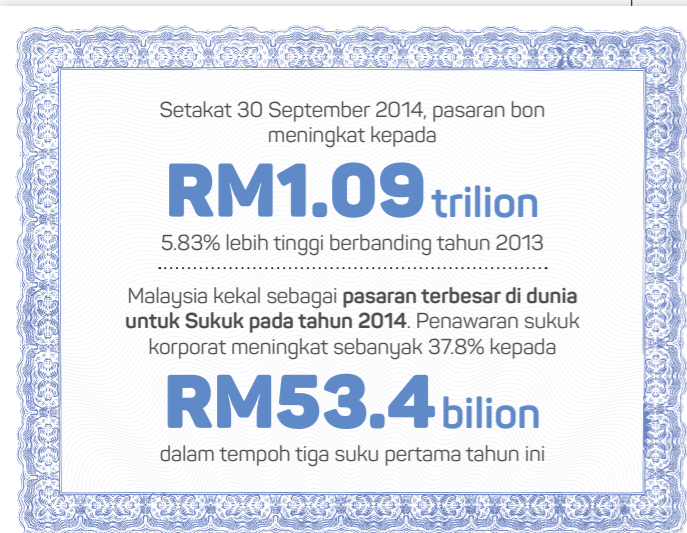 Setakat 30 September 2014, pasaran bon
meningkat kepada
RM1.09 trilion
5.83% lebih tinggi berbanding tahun 2013
Malaysia kekal sebagai pasaran terbesar di dunia
untuk Sukuk pada tahun 2014. Penawaran sukuk
korporat meningkat sebanyak 37.8% kepada
RM53.4 bilion
dalam tempoh tiga suku pertama tahun ini